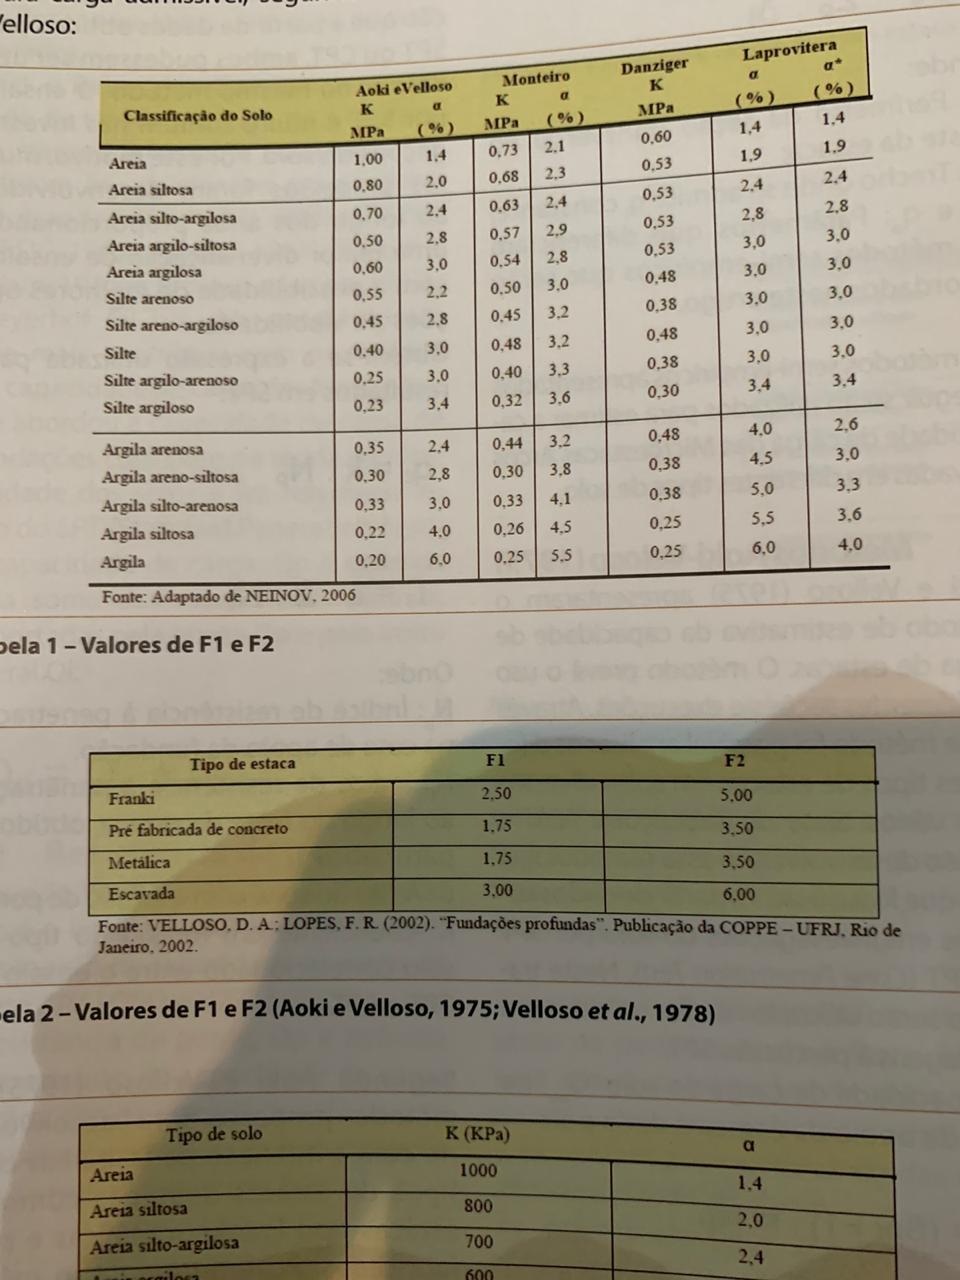 Velloso:
Classificação do Solo | Aoki eVelloso K MPa | α (%) | Monteiro K MPa | α (%) | Danziger K MPa | Laprovitera α (%) | α* (%)
Areia 1,00 1,4 0,73 2,1 0,60 1,4 1,4
Areia siltosa 0,80 2,0 0,68 2,3 0,53 1,9 1,9
Areia silto-argilosa 0,70 2,4 0,63 2,4 0,53 2,4 2,4
Areia argilo-siltosa 0,50 2,8 0,57 2,9 0,53 2,8 2,8
Areia argilosa 0,60 3,0 0,54 2,8 0,53 3,0 3,0
Silte arenoso 0,55 2,2 0,50 3,0 0,48 3,0 3,0
Silte areno-argiloso 0,45 2,8 0,45 3,2 0,38 3,0 3,0
Silte 0,40 3,0 0,48 3,2 0,48 3,0 3,0
Silte argilo-arenoso 0,25 3,0 0,40 3,3 0,38 3,0 3,0
Silte argiloso 0,23 3,4 0,32 3,6 0,30 3,4 3,4
Argila arenosa 0,35 2,4 0,44 3,2 0,48 4,0 2,6
Argila areno-siltosa 0,30 2,8 0,30 3,8 0,38 4,5 3,0
Argila silto-arenosa 0,33 3,0 0,33 4,1 0,38 5,0 3,3
Argila siltosa 0,22 4,0 0,26 4,5 0,25 5,5 3,6
Argila 0,20 6,0 0,25 5,5 0,25 6,0 4,0
Fonte: Adaptado de NEINOV, 2006
bela 1 – Valores de F1 e F2
Tipo de estaca F1 F2
Franki 2,50 5,00
Pré fabricada de concreto 1,75 3,50
Metálica 1,75 3,50
Escavada 3,00 6,00
Fonte: VELLOSO, D. A.; LOPES, F. R. (2002). “Fundações profundas”. Publicação da COPPE – UFRJ, Rio de
Janeiro, 2002.
ela 2 – Valores de F1 e F2 (Aoki e Velloso, 1975; Velloso et al., 1978)
Tipo de solo K (KPa) α
Areia 1000 1,4
Areia siltosa 800 2,0
Areia silto-argilosa 700 2,4
Areia argilosa 600